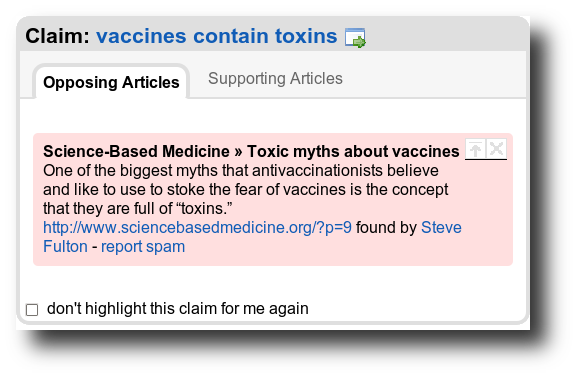 Claim: vaccines contain toxins
Opposing Articles Supporting Articles
Science-Based Medicine » Toxic myths about vaccines
One of the biggest myths that antivaccinationists believe
and like to use to stoke the fear of vaccines is the concept
that they are full of “toxins.”
http://www.sciencebasedmedicine.org/?p=9 found by Steve
Fulton - report spam
don't highlight this claim for me again